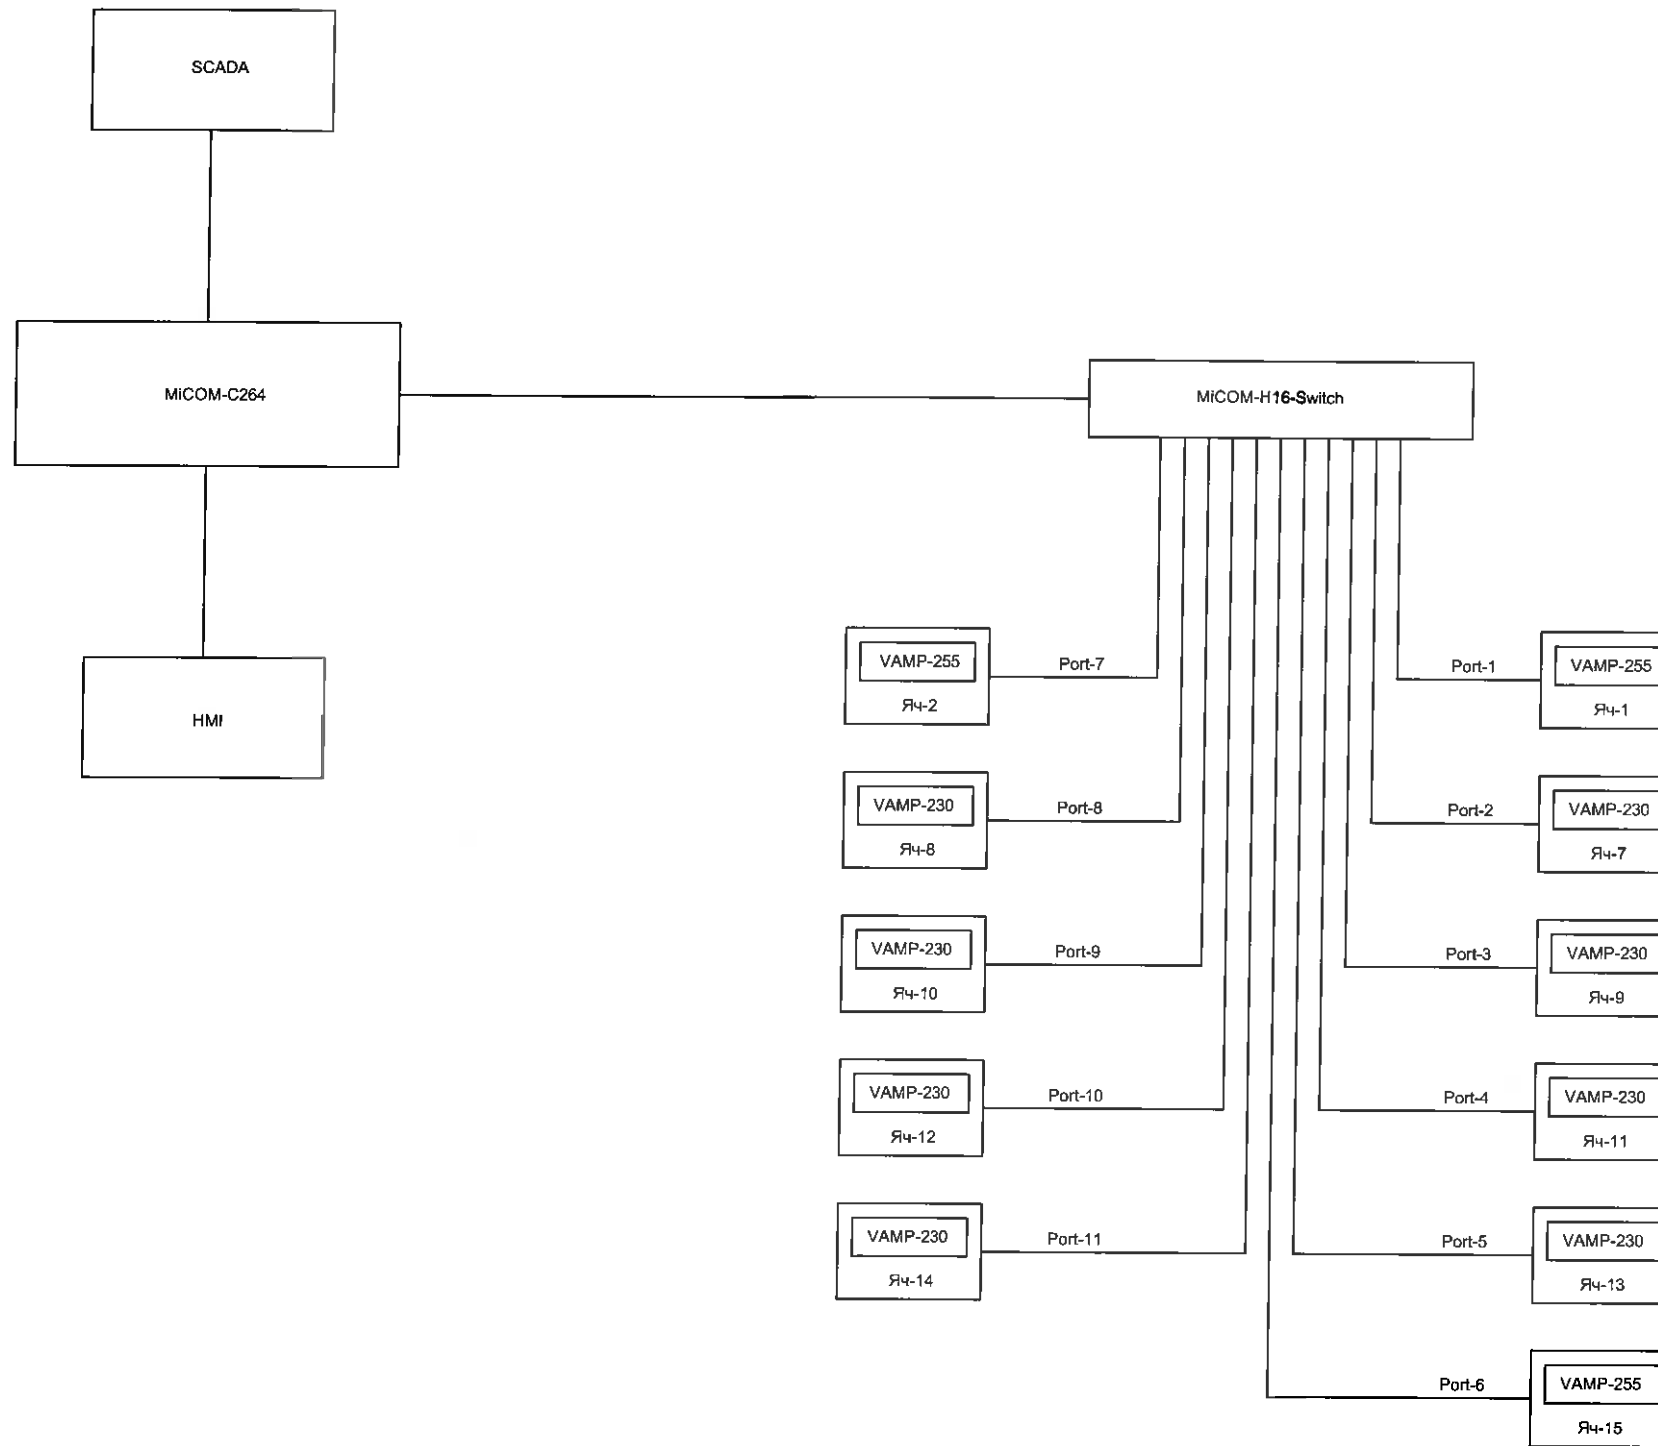 SCADA
MiCOM-C264
MiCOM-H16-Switch
HMI
VAMP-255
Яч-2
Port-7
Port-1
VAMP-255
Яч-1
VAMP-230
Яч-8
Port-8
Port-2
VAMP-230
Яч-7
VAMP-230
Яч-10
Port-9
Port-3
VAMP-230
Яч-9
VAMP-230
Яч-12
Port-10
Port-4
VAMP-230
Яч-11
VAMP-230
Яч-14
Port-11
Port-5
VAMP-230
Яч-13
Port-6
VAMP-255
Яч-15